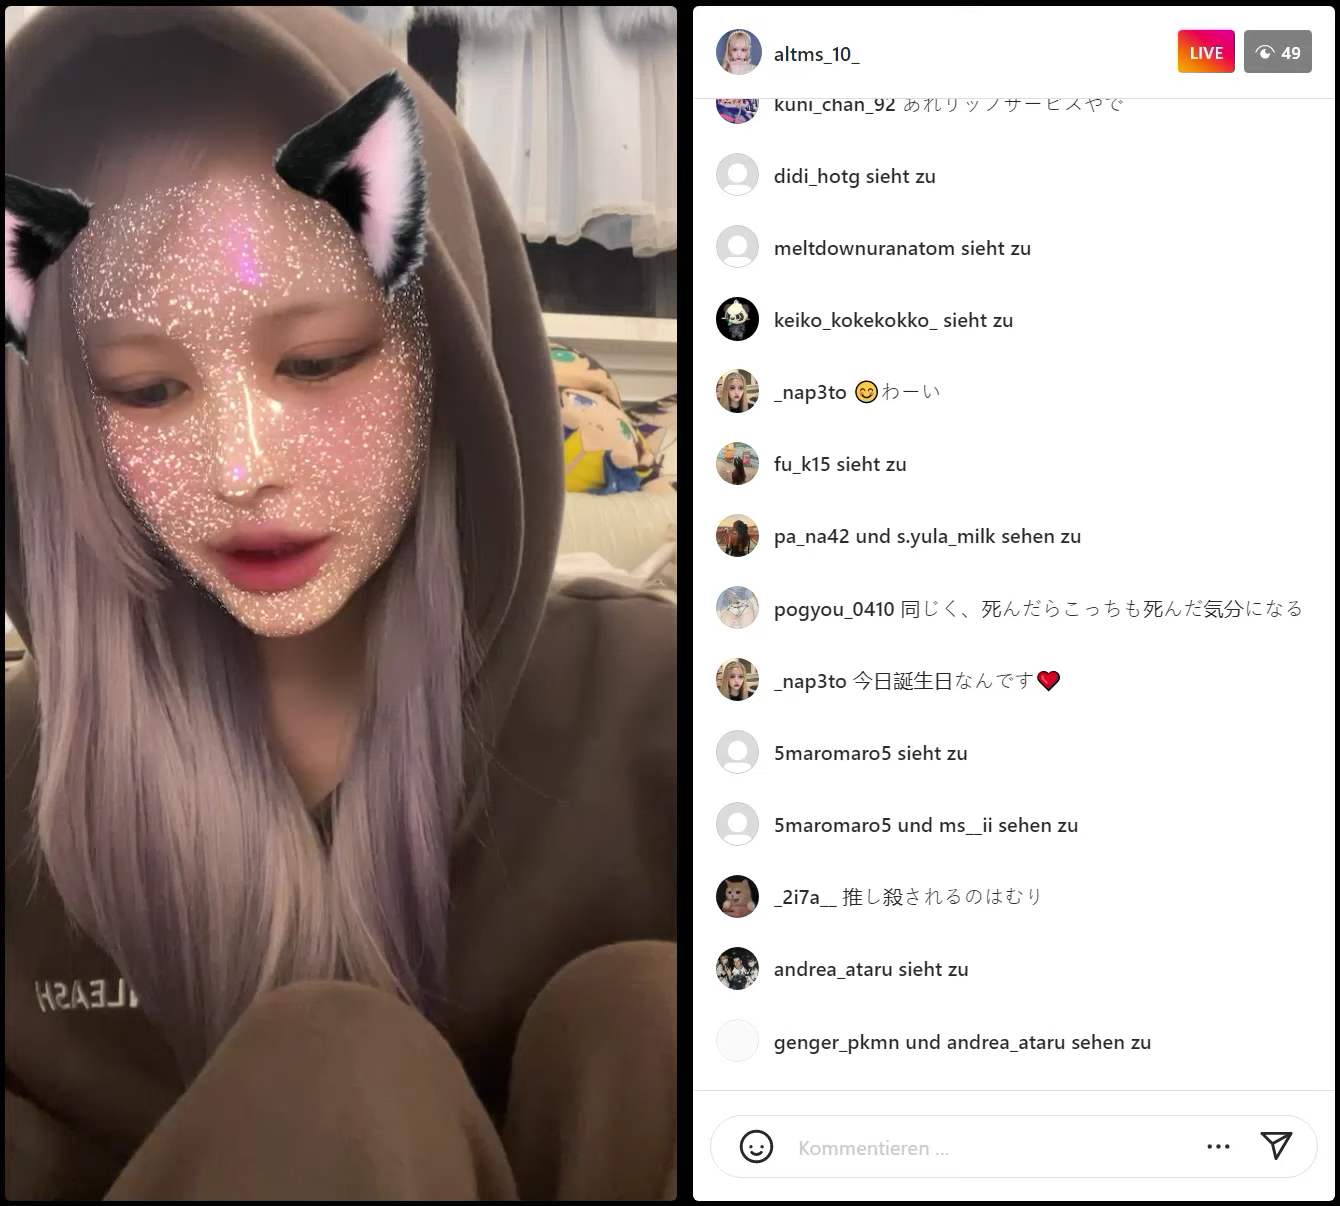 altms_10_
LIVE
49
kuni_chan_92 あれリップサービスやで
didi_hotg sieht zu
meltdownuranatom sieht zu
keiko_kokekokko_ sieht zu
_nap3to 😊わーい
fu_k15 sieht zu
pa_na42 und s.yula_milk sehen zu
pogyou_0410 同じく、死んだらこっちも死んだ気分になる
_nap3to 今日誕生日なんです❤️
5maromaro5 sieht zu
5maromaro5 und ms__ii sehen zu
_2i7a__ 推し殺されるのはむり
andrea_ataru sieht zu
genger_pkmn und andrea_ataru sehen zu
Kommentieren ...
LEASH